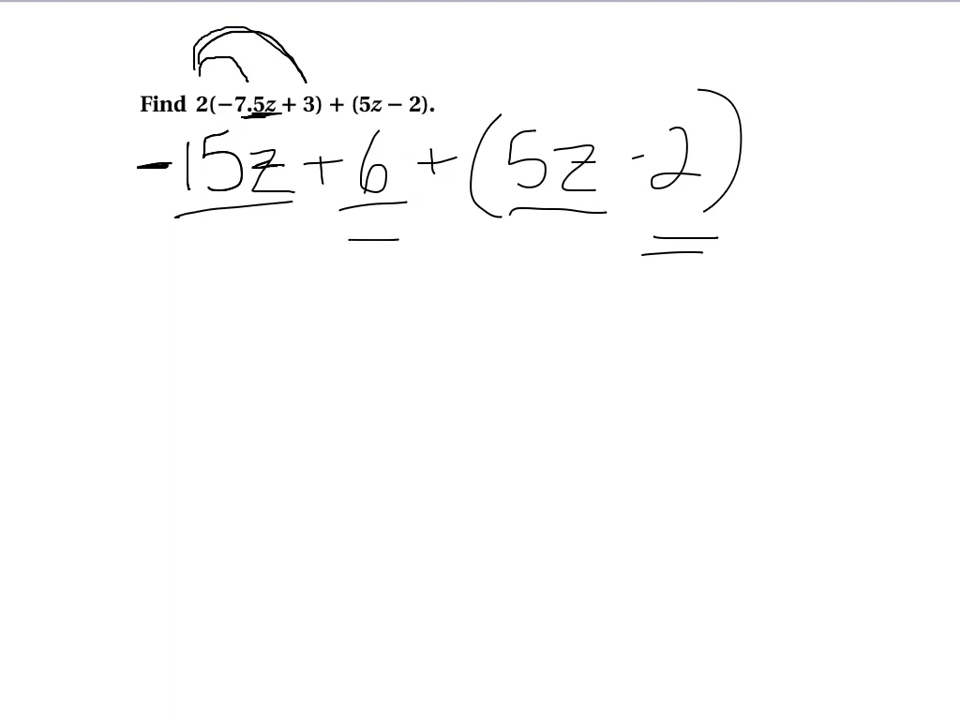 Find 2(−7.5z + 3) + (5z − 2).
-15z + 6 + (5z - 2)